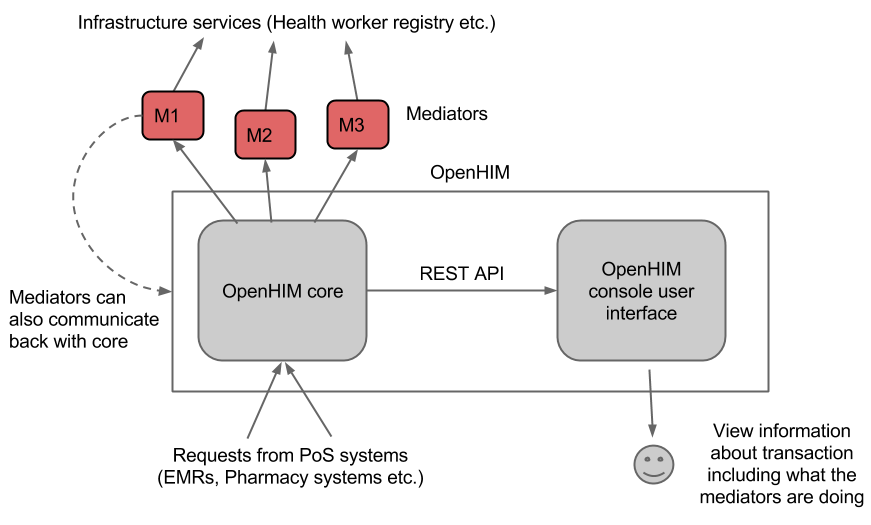 Infrastructure services (Health worker registry etc.)
M1
M2
M3
Mediators
OpenHIM
OpenHIM core
REST API
OpenHIM
console user
interface
Mediators can
also communicate
back with core
Requests from PoS systems
(EMRs, Pharmacy systems etc.)
View information
about transaction
including what the
mediators are doing